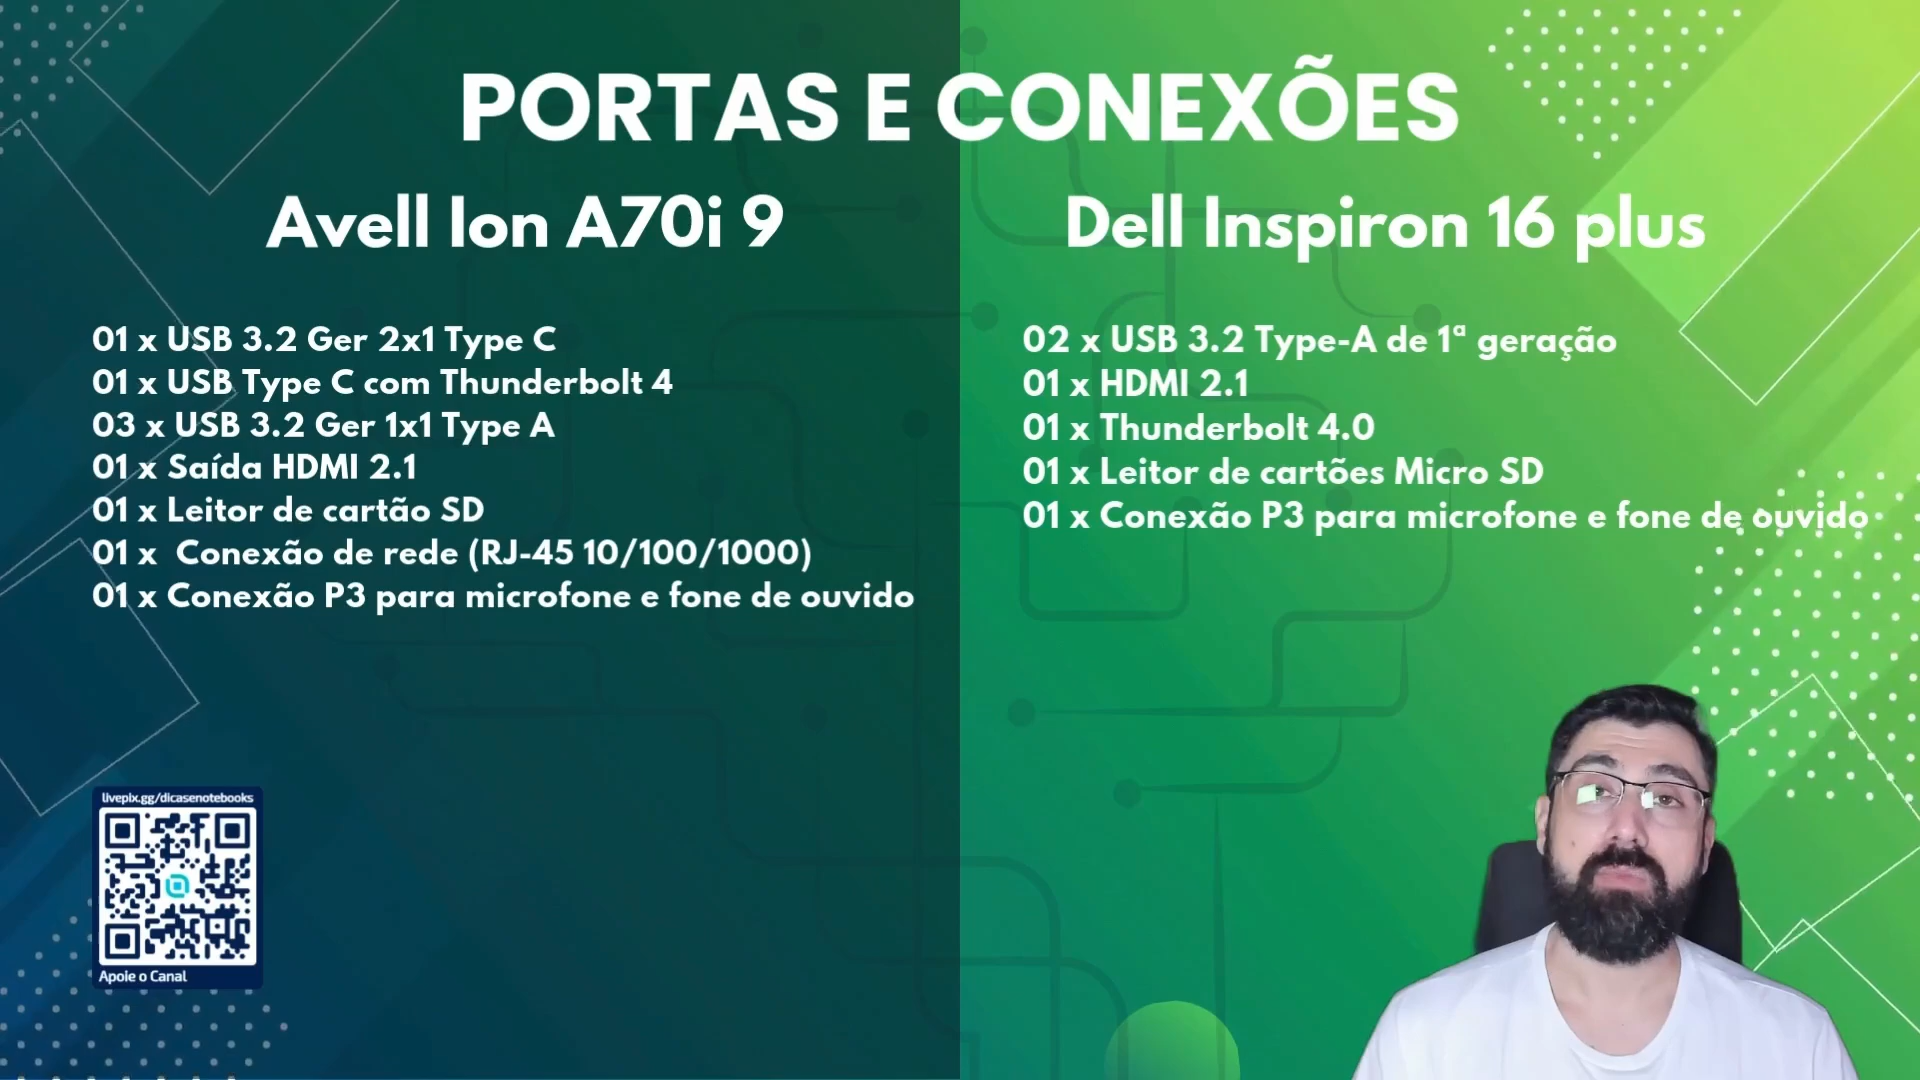 PORTAS E CONEXÕES
Avell Ion A70i 9
01 x USB 3.2 Ger 2x1 Type C
01 x USB Type C com Thunderbolt 4
03 x USB 3.2 Ger 1x1 Type A
01 x Saída HDMI 2.1
01 x Leitor de cartão SD
01 x  Conexão de rede (RJ-45 10/100/1000)
01 x Conexão P3 para microfone e fone de ouvido
Dell Inspiron 16 plus
02 x USB 3.2 Type-A de 1ª geração
01 x HDMI 2.1
01 x Thunderbolt 4.0
01 x Leitor de cartões Micro SD
01 x Conexão P3 para microfone e fone de ouvido
livepix.gg/dicasenotebooks
Apoie o Canal